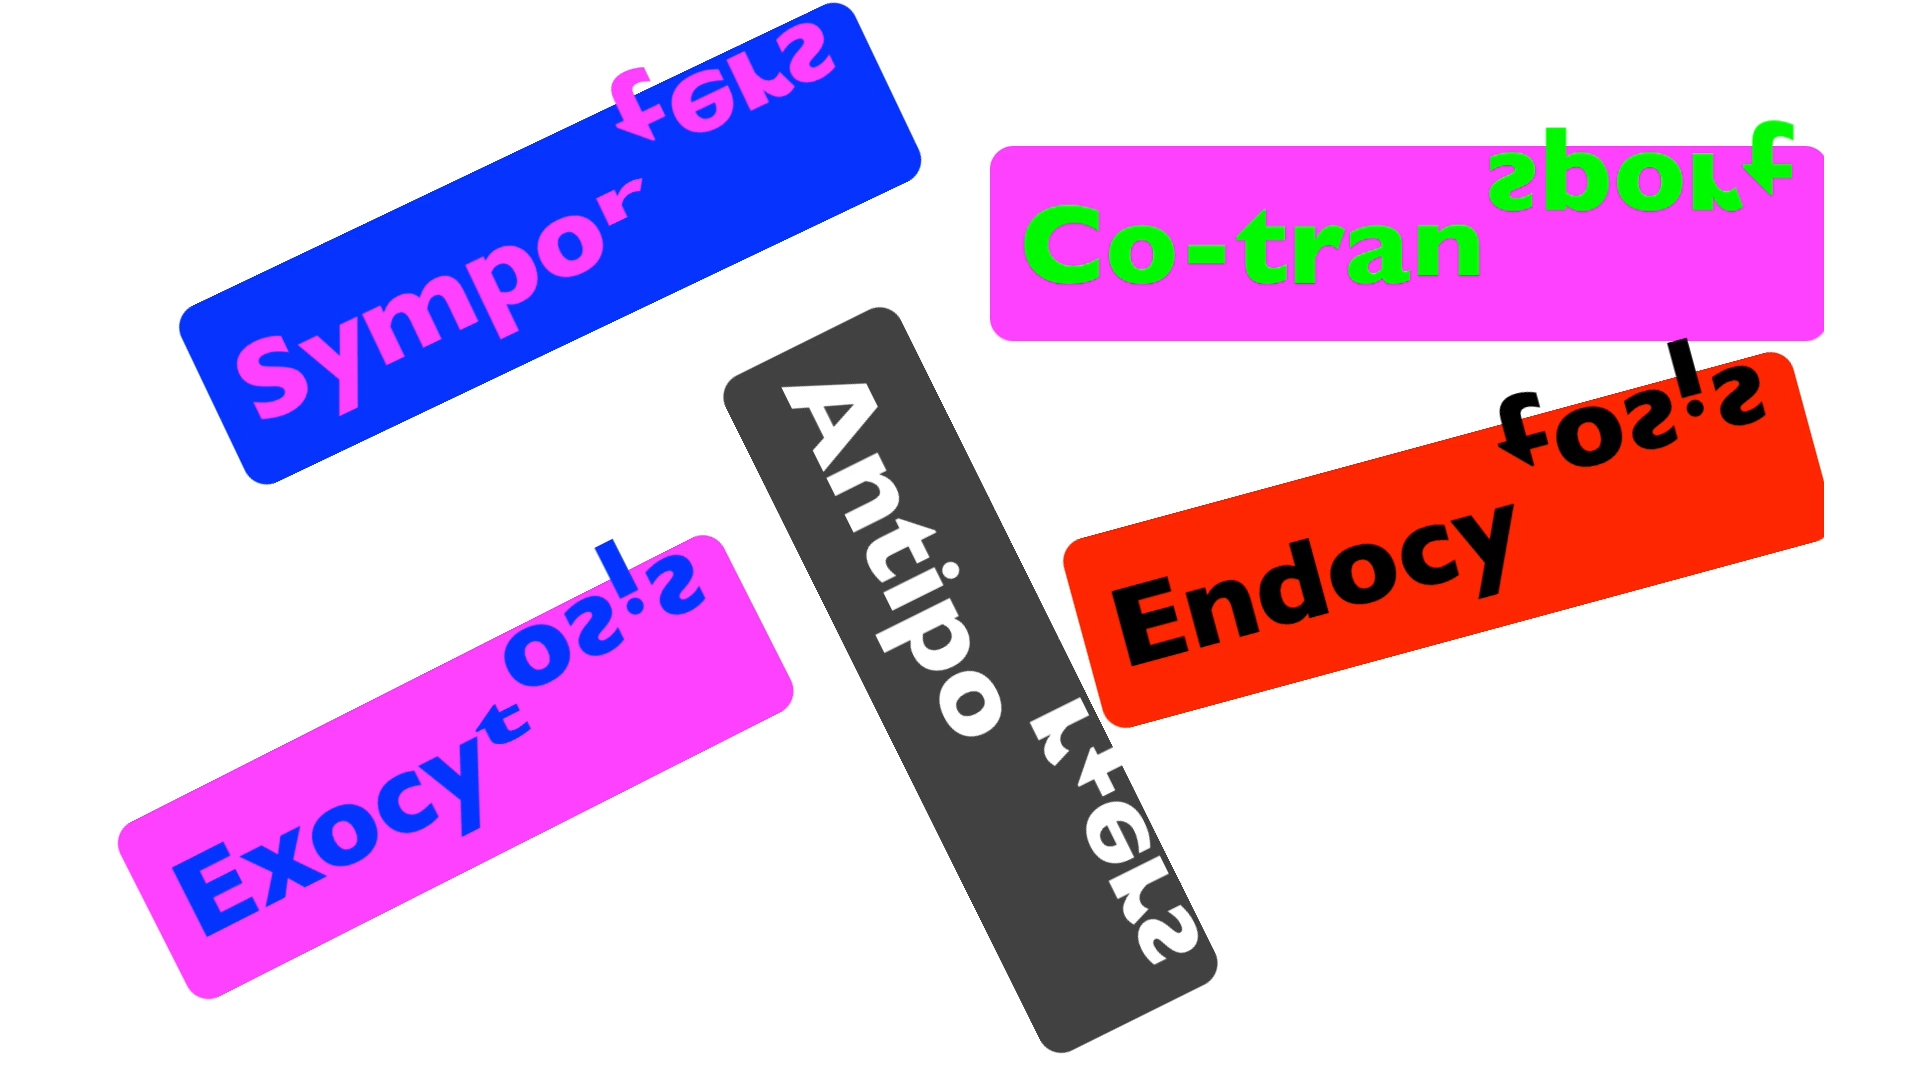 Symporters
Co-transport
Antiporters
Endocytosis
Exocytosis